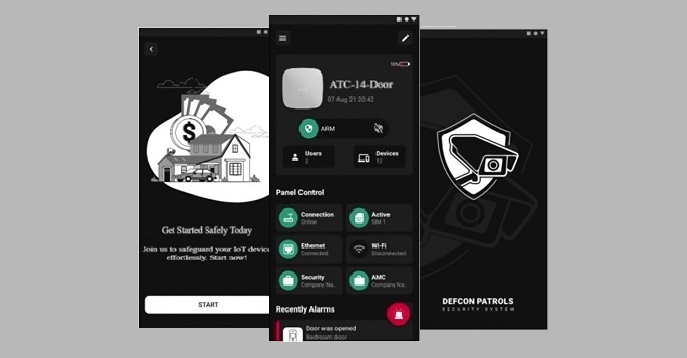 Get Started Safely Today
Join us to safeguard your IoT device
effortlessly. Start now!
START
10%
ATC-14-Door
07 Aug 21 20:42
ARM
Users
2
Devices
12
Panel Control
Connection
Online
Active
SIM 1
Ethernet
Connected
Wi-Fi
Disconnected
Security
Company Na..
AMC
Company Na..
Recently Alarms
Door was opened
Bedroom door
DEFCON PATROLS
SECURITY SYSTEM